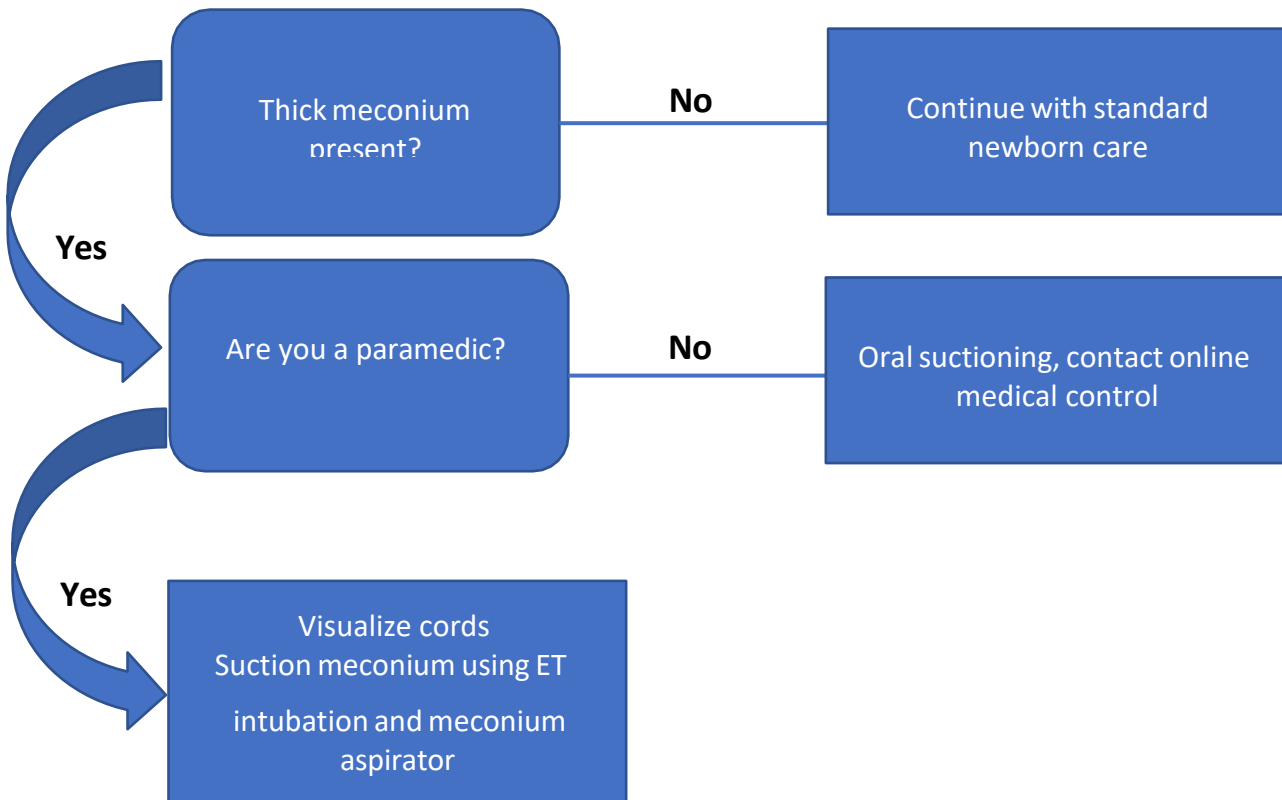 Thick meconium
present?
No
Continue with standard
newborn care
Yes
Are you a paramedic?
No
Oral suctioning, contact online
medical control
Yes
Visualize cords
Suction meconium using ET
intubation and meconium
aspirator